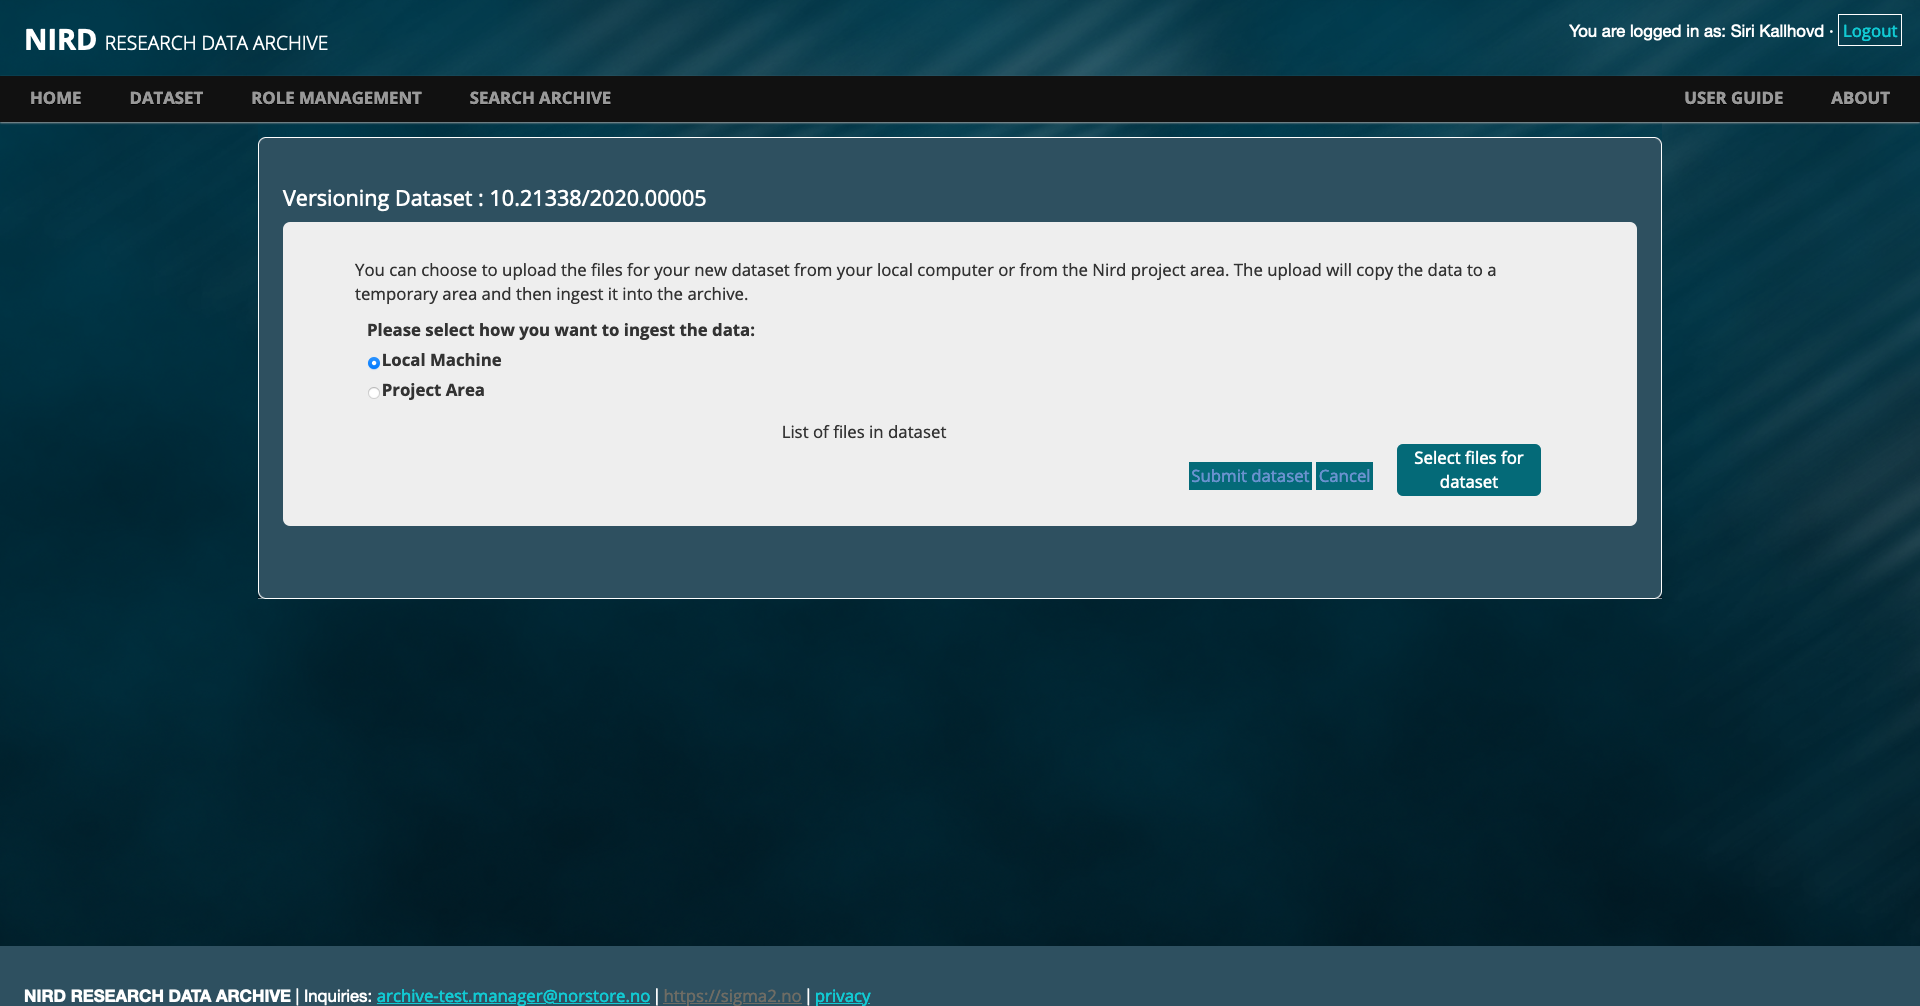 NIRD RESEARCH DATA ARCHIVE
You are logged in as: Siri Kallhovd · Logout
HOME DATASET ROLE MANAGEMENT SEARCH ARCHIVE USER GUIDE ABOUT
Versioning Dataset : 10.21338/2020.00005
You can choose to upload the files for your new dataset from your local computer or from the Nird project area. The upload will copy the data to a
temporary area and then ingest it into the archive.
Please select how you want to ingest the data:
Local Machine
Project Area
List of files in dataset
Submit dataset Cancel
Select files for
dataset
NIRD RESEARCH DATA ARCHIVE | Inquiries: archive-test.manager@norstore.no | https://sigma2.no | privacy